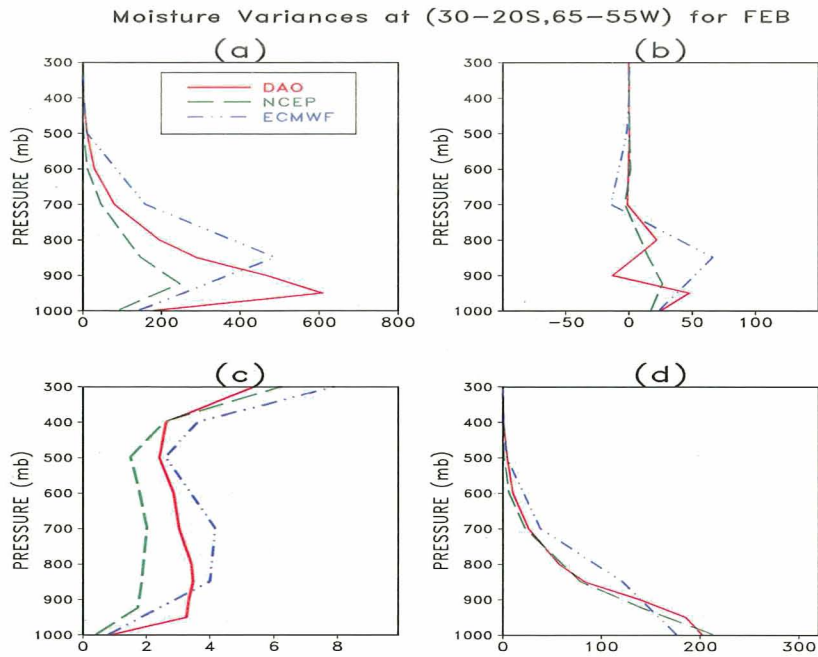 Moisture Variances at (30-20S,65-55W) for FEB
(a)
(b)
DAO
NCEP
ECMWF
PRESSURE (mb)
300
400
500
600
700
800
900
1000
0 200 400 600 800
PRESSURE (mb)
300
400
500
600
700
800
900
1000
-50 0 50 100
(c)
(d)
PRESSURE (mb)
300
400
500
600
700
800
900
1000
2 4 6 8
PRESSURE (mb)
300
400
500
600
700
800
900
1000
0 100 200 300